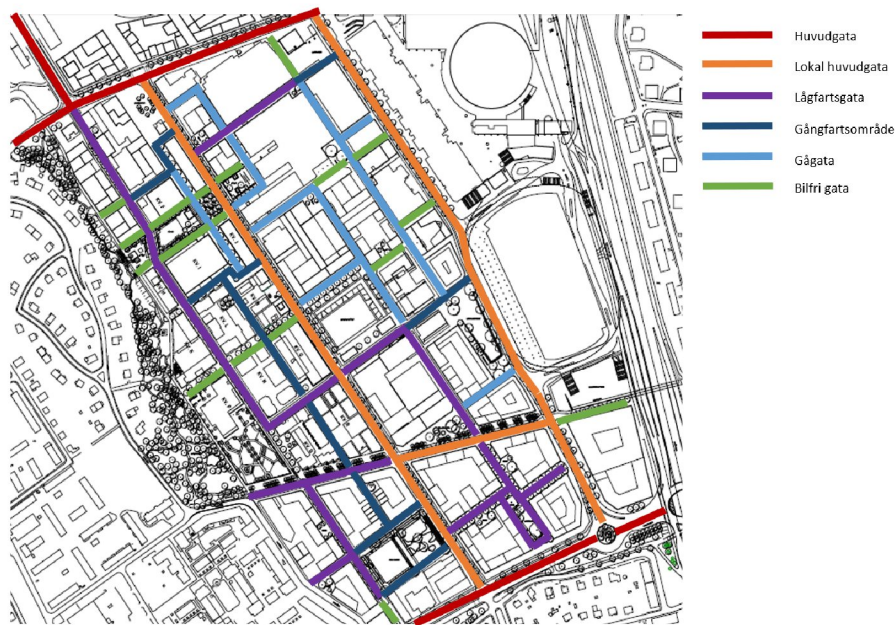 Huvudgata
Lokal huvudgata
Lågfartsgata
Gångfartsområde
Gågata
Bilfri gata